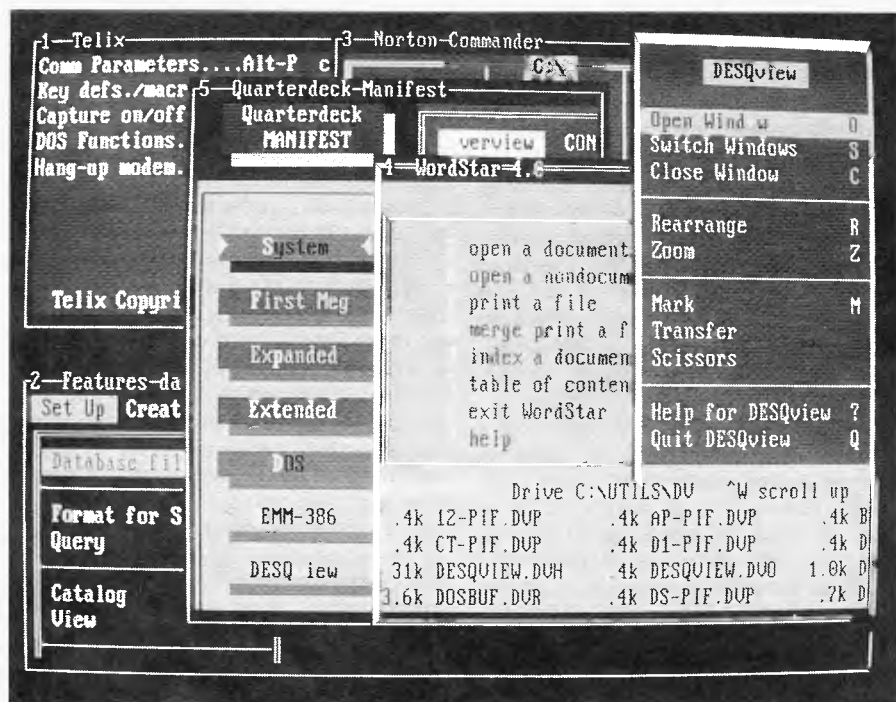 1—Telix
Comm Parameters....Alt-P c
Key defs./macr
Capture on/off
DOS Functions.
Hang-up modem.
Telix Copyri
3—Norton-Commander
C:\
5—Quarterdeck-Manifest
Quarterdeck
MANIFEST
verview CON
System
First Meg
Expanded
Extended
DOS
EMM-386
DESQ iew
2—Features-da
Set Up Creat
Database fil
Format for S
Query
Catalog
View
4—WordStar=4.0
open a document
open a nondocum
print a file
merge print a f
index a documen
table of conten
exit WordStar
help
Drive C:\UTILS\DV ^W scroll up
.4k 12-PIF.DVP .4k AP-PIF.DVP .4k B
.4k CT-PIF.DVP .4k D1-PIF.DVP .4k D
31k DESQVIEW.DVH .4k DESQVIEW.DVO 1.0k D
3.6k DOSBUF.DVR .4k DS-PIF.DVP .7k D
DESQview
Open Wind w O
Switch Windows S
Close Window C
Rearrange R
Zoom Z
Mark M
Transfer
Scissors
Help for DESQview ?
Quit DESQview Q